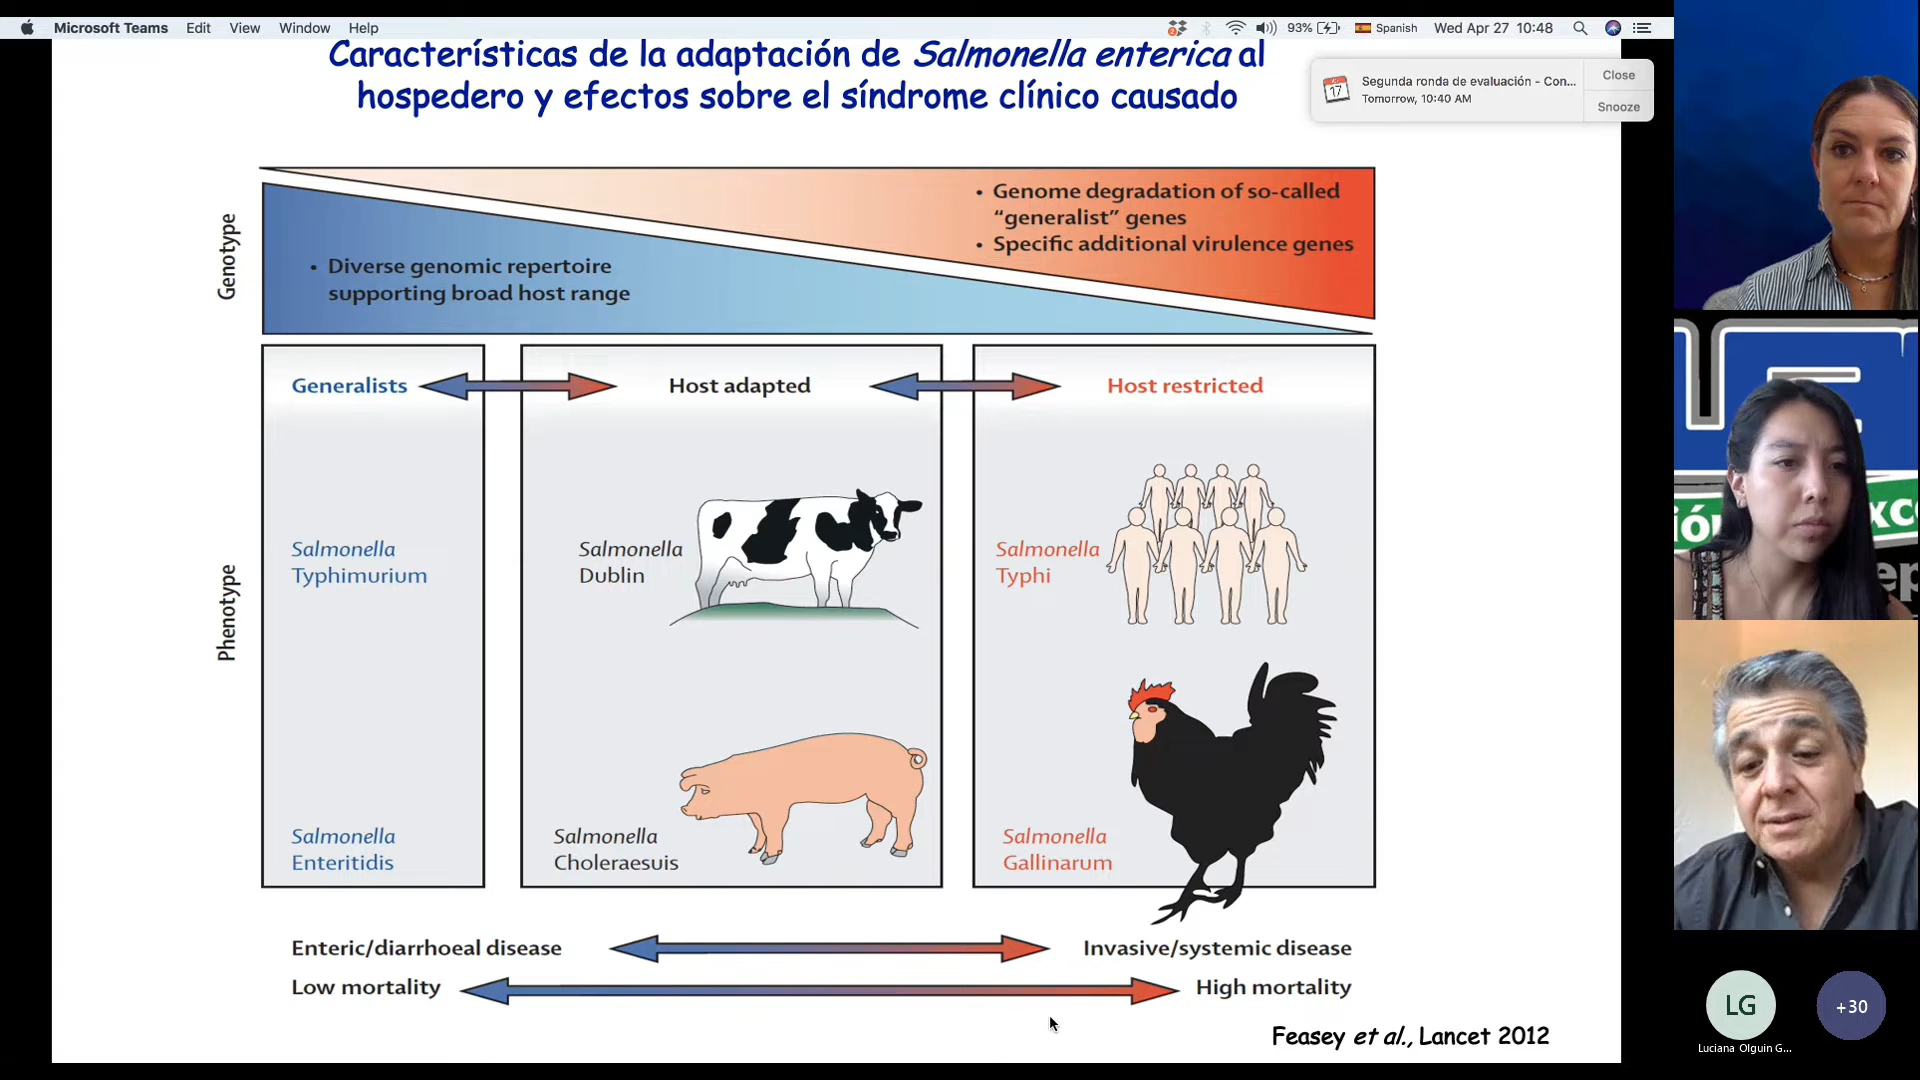 Microsoft Teams Edit View Window Help
93% Spanish Wed Apr 27 10:48
Características de la adaptación de Salmonella enterica al
hospedero y efectos sobre el síndrome clínico causado
17
Segunda ronda de evaluación - Con...
Tomorrow, 10:40 AM
Close
Snooze
Genotype
• Diverse genomic repertoire
supporting broad host range
• Genome degradation of so-called
“generalist” genes
• Specific additional virulence genes
Phenotype
Generalists
Host adapted
Host restricted
Salmonella
Typhimurium
Salmonella
Dublin
Salmonella
Typhi
Salmonella
Enteritidis
Salmonella
Choleraesuis
Salmonella
Gallinarum
Enteric/diarrhoeal disease
Invasive/systemic disease
Low mortality
High mortality
Feasey et al., Lancet 2012
LG
+30
Luciana Olguin G...